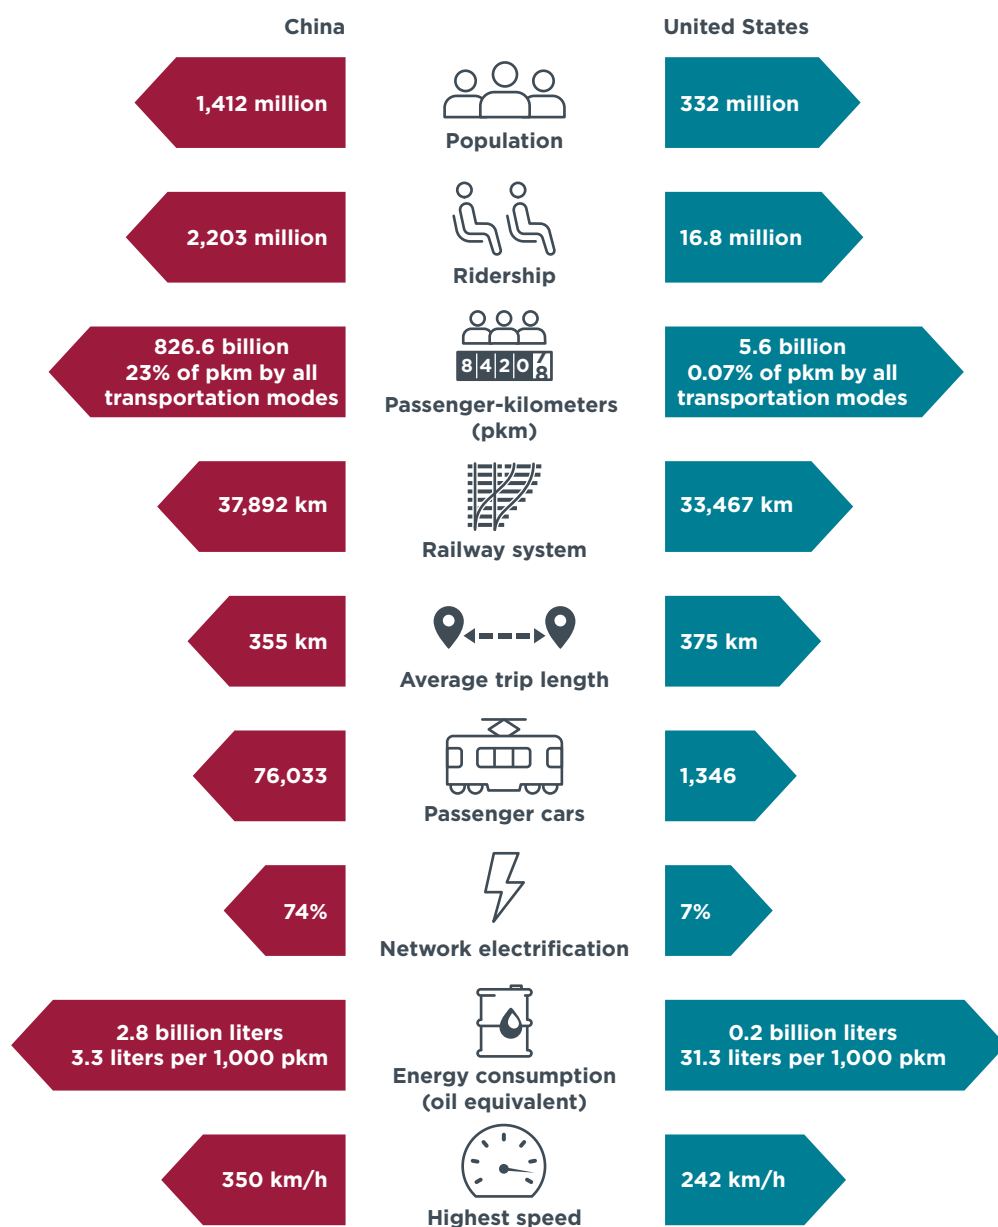 China
United States
1,412 million
332 million
Population
2,203 million
16.8 million
Ridership
826.6 billion
23% of pkm by all
transportation modes
8 4 2 0 7
8
5.6 billion
0.07% of pkm by all
transportation modes
Passenger-kilometers
(pkm)
37,892 km
33,467 km
Railway system
355 km
375 km
Average trip length
76,033
1,346
Passenger cars
74%
7%
Network electrification
2.8 billion liters
3.3 liters per 1,000 pkm
0.2 billion liters
31.3 liters per 1,000 pkm
Energy consumption
(oil equivalent)
350 km/h
242 km/h
Highest speed